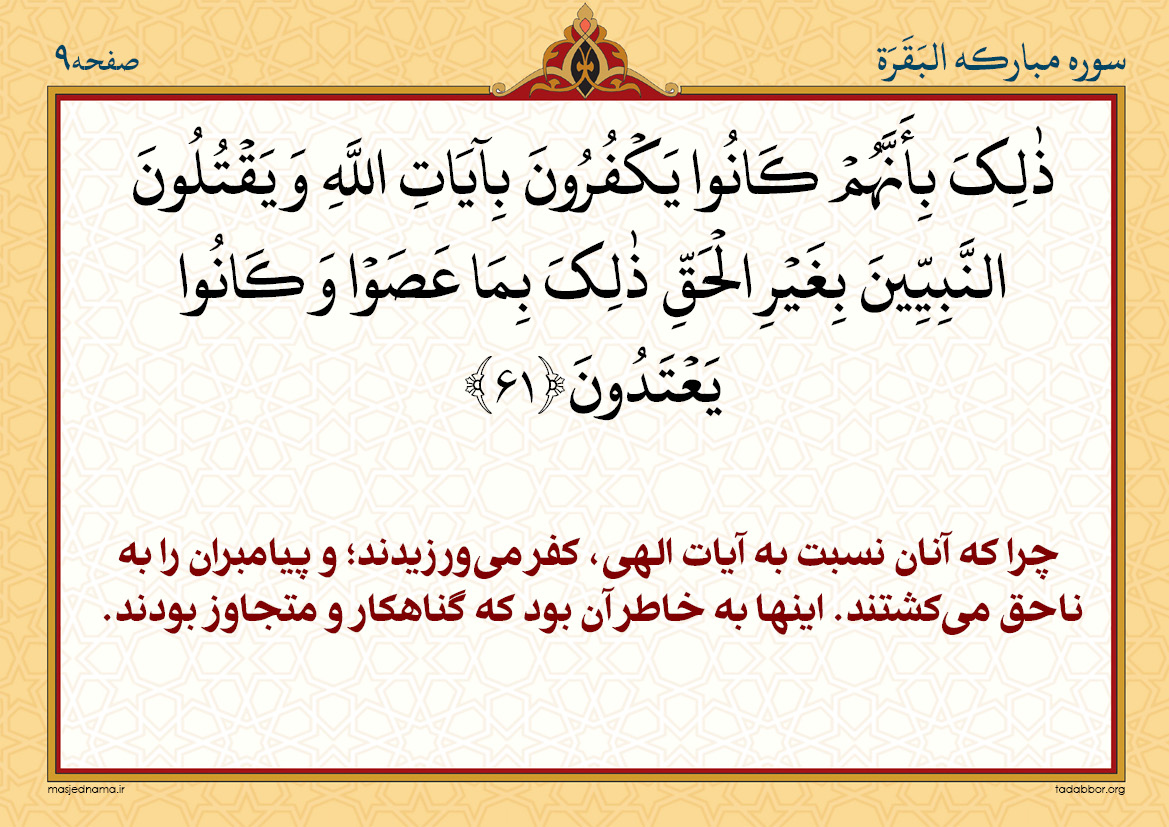 سوره مبارکه البَقَرَة
صفحه۹
ذٰلِکَ بِأَنَّهُمْ کَانُوا يَکْفُرُونَ بِآيَاتِ اللَّهِ وَ يَقْتُلُونَ
النَّبِيِّينَ بِغَيْرِ الْحَقِّ ذٰلِکَ بِمَا عَصَوْا وَ کَانُوا
يَعْتَدُونَ ﴿۶۱﴾
چرا که آنان نسبت به آیات الهی، کفر می‌ورزیدند؛ و پیامبران را به
ناحق می‌کشتند. اینها به خاطر آن بود که گناهکار و متجاوز بودند.
masjednama.ir
tadabbor.org